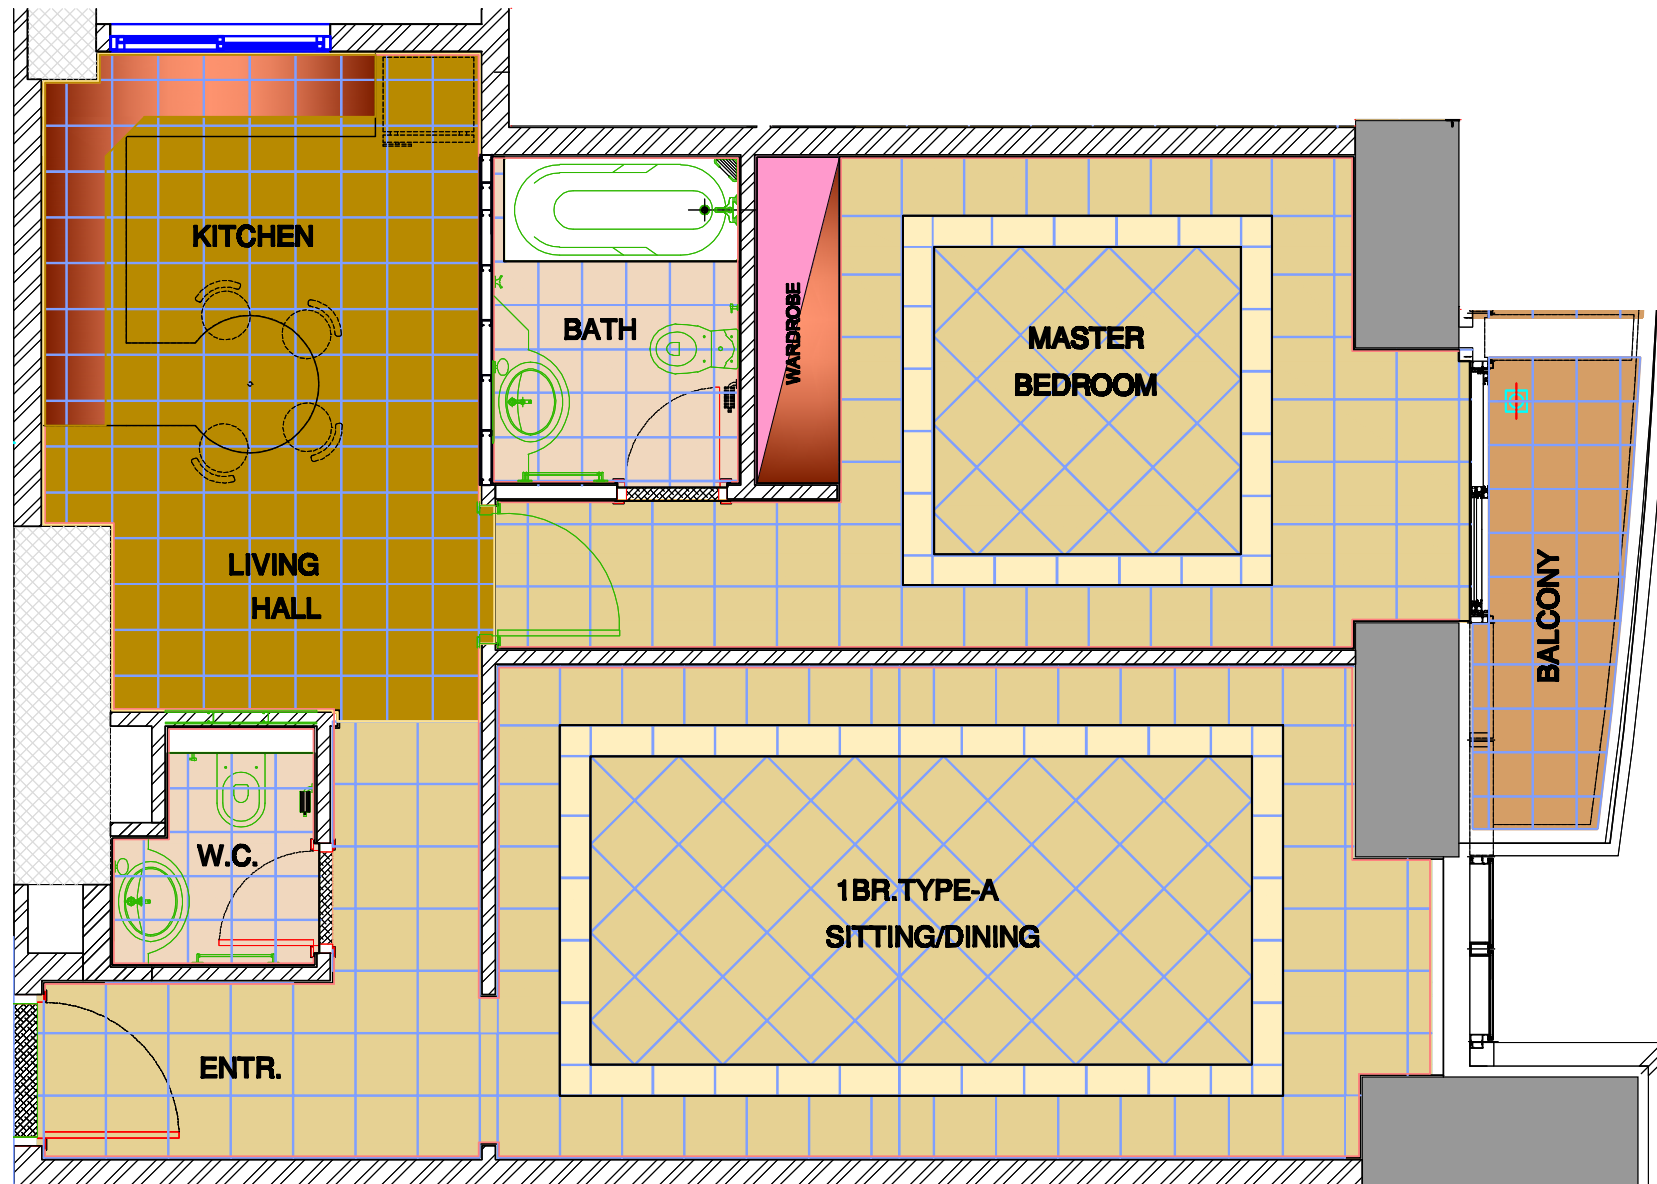 KITCHEN
BATH
WARDROBE
MASTER
BEDROOM
LIVING
HALL
BALCONY
W.C.
1BR.TYPE-A
SITTING/DINING
ENTR.